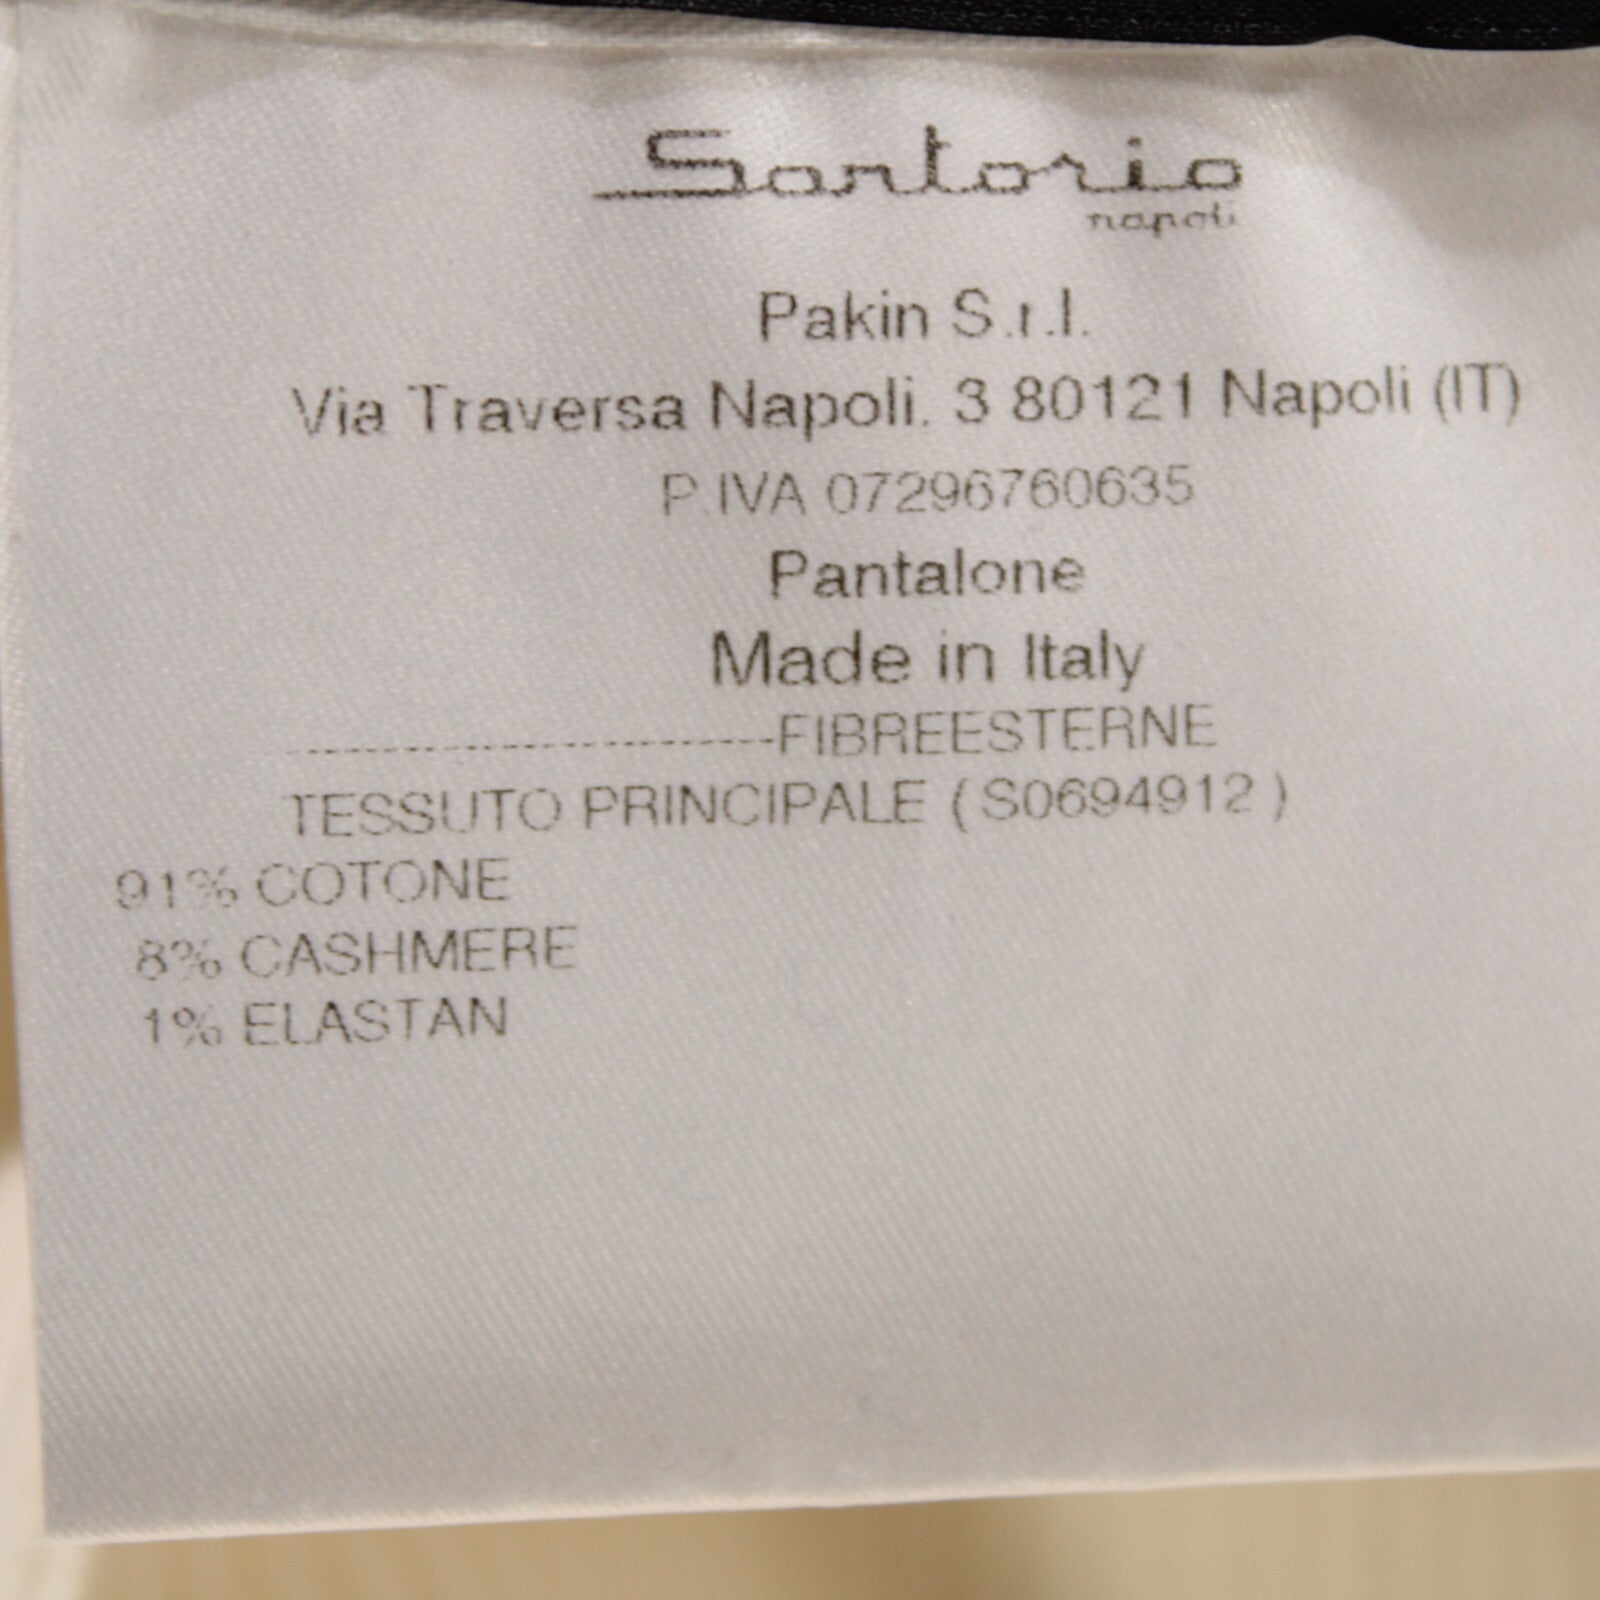 Sartorio
napoli
Pakin S.r.l.
Via Traversa Napoli, 3 80121 Napoli (IT)
P.IVA 07296760635
Pantalone
Made in Italy
------------------------FIBREESTERNE
TESSUTO PRINCIPALE ( S0694912 )
91% COTONE
8% CASHMERE
1% ELASTAN